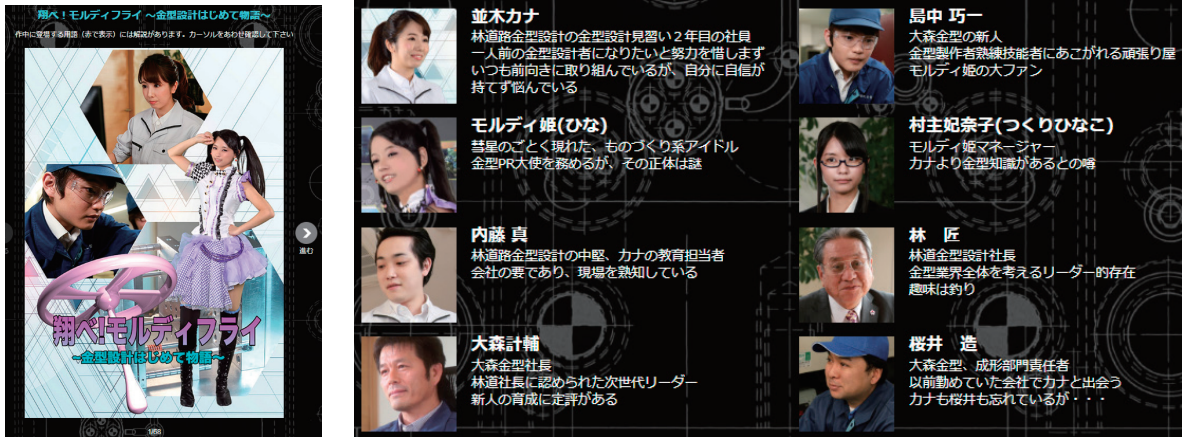 翔べ！モルディフライ ～金型設計はじめて物語～
作中に登場する用語（赤で表示）には解説があります。カーソルをあわせ確認して下さい
進む
翔べ!モルディフライ
~金型設計はじめて物語~
1/68
並木カナ
林道路金型設計の金型設計見習い２年目の社員
一人前の金型設計者になりたいと努力を惜しまず
いつも前向きに取り組んでいるが、自分に自信が
持てず悩んでいる
島中 巧一
大森金型の新人
金型製作者熟練技能者にあこがれる頑張り屋
モルディ姫の大ファン
モルディ姫(ひな)
彗星のごとく現れた、ものづくり系アイドル
金型PR大使を務めるが、その正体は謎
村主妃奈子(つくりひなこ)
モルディ姫マネージャー
カナより金型知識があるとの噂
内藤 真
林道路金型設計の中堅、カナの教育担当者
会社の要であり、現場を熟知している
林　匠
林道金型設計社長
金型業界全体を考えるリーダー的存在
趣味は釣り
大森計輔
大森金型社長
林道社長に認められた次世代リーダー
新人の育成に定評がある
桜井　造
大森金型、成形部門責任者
以前勤めていた会社でカナと出会う
カナも桜井も忘れているが・・・